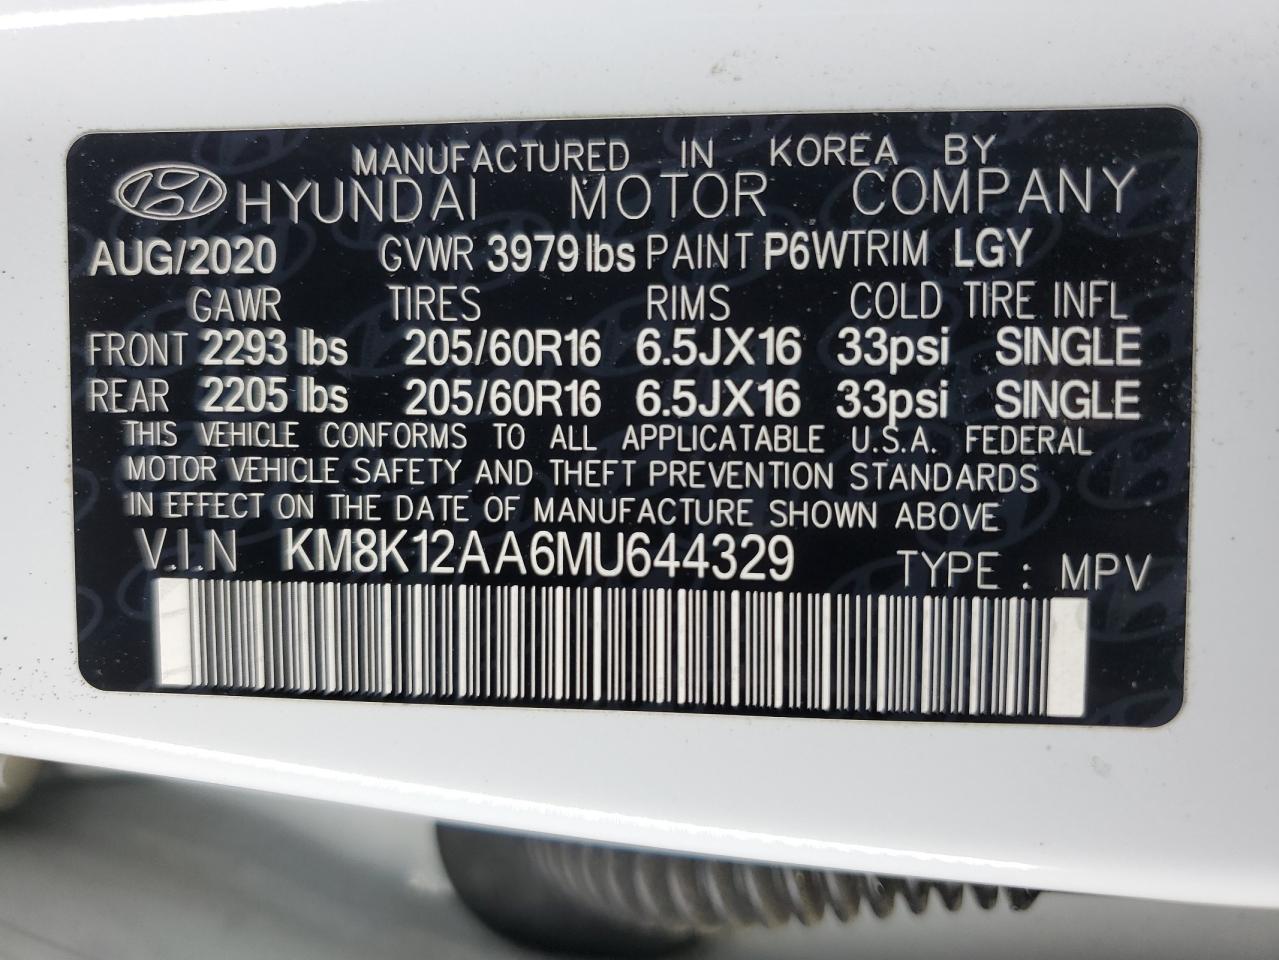 MANUFACTURED IN KOREA BY
HYUNDAI MOTOR COMPANY
AUG/2020 GVWR 3979 lbs PAINT P6W TRIM LGY
GAWR TIRES RIMS COLD TIRE INFL
FRONT 2293 lbs 205/60R16 6.5JX16 33psi SINGLE
REAR 2205 lbs 205/60R16 6.5JX16 33psi SINGLE
THIS VEHICLE CONFORMS TO ALL APPLICATABLE U.S.A. FEDERAL
MOTOR VEHICLE SAFETY AND THEFT PREVENTION STANDARDS
IN EFFECT ON THE DATE OF MANUFACTURE SHOWN ABOVE
V.I.N KM8K12AA6MU644329 TYPE : MPV